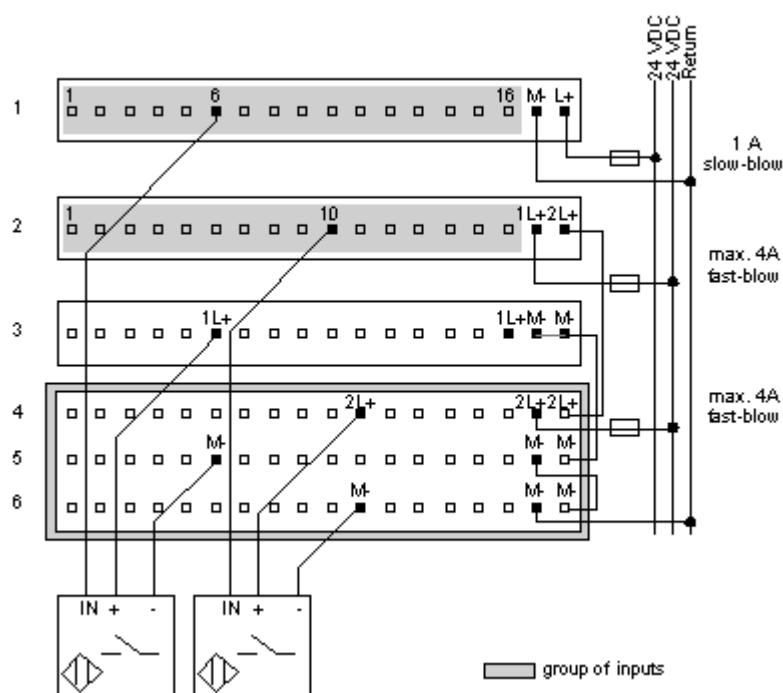 24 VDC
24 VDC
Return
1
1 6 16 M- L+
1 A
slow-blow
2
1 10 1L+ 2L+
max. 4A
fast-blow
3
1L+ 1L+ M- M-
4
2L+ 2L+ 2L+
max. 4A
fast-blow
5
M- M- M-
6
M- M- M-
IN + -
IN + -
group of inputs